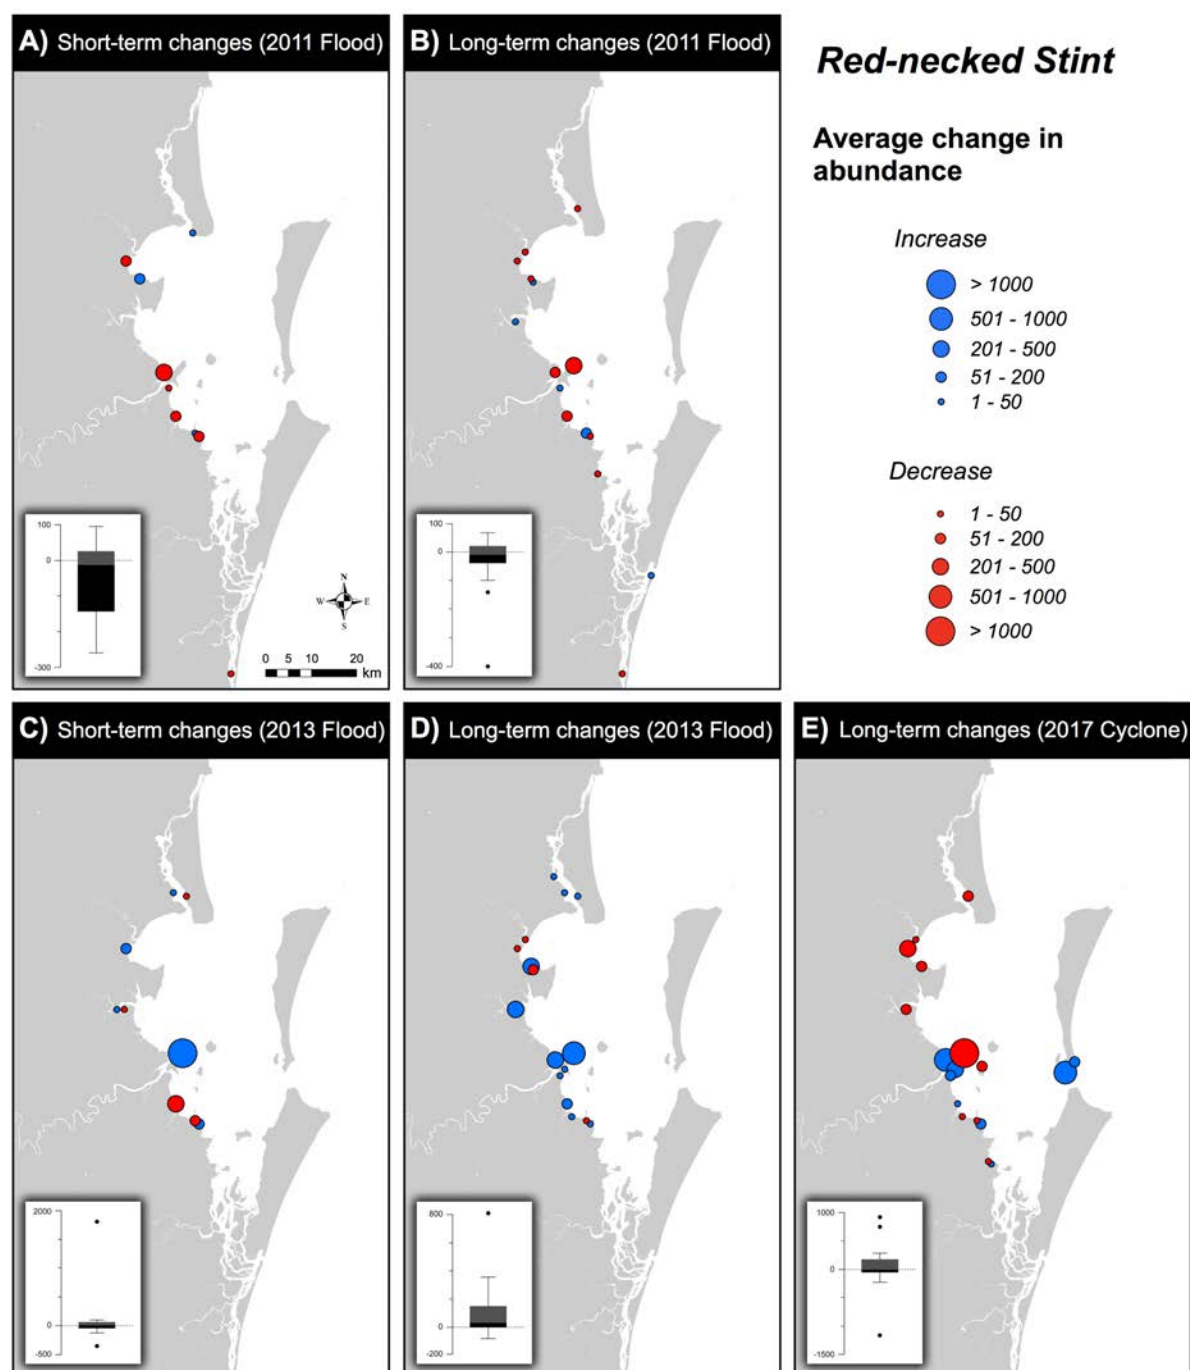 A) Short-term changes (2011 Flood)
B) Long-term changes (2011 Flood)
Red-necked Stint
Average change in
abundance
Increase
> 1000
501 - 1000
201 - 500
51 - 200
1 - 50
Decrease
1 - 50
51 - 200
201 - 500
501 - 1000
> 1000
100
0
-300
N
W E
S
0 5 10 20
km
100
0
-400
C) Short-term changes (2013 Flood)
D) Long-term changes (2013 Flood)
E) Long-term changes (2017 Cyclone)
2000
0
-500
800
0
-200
1000
0
-1500